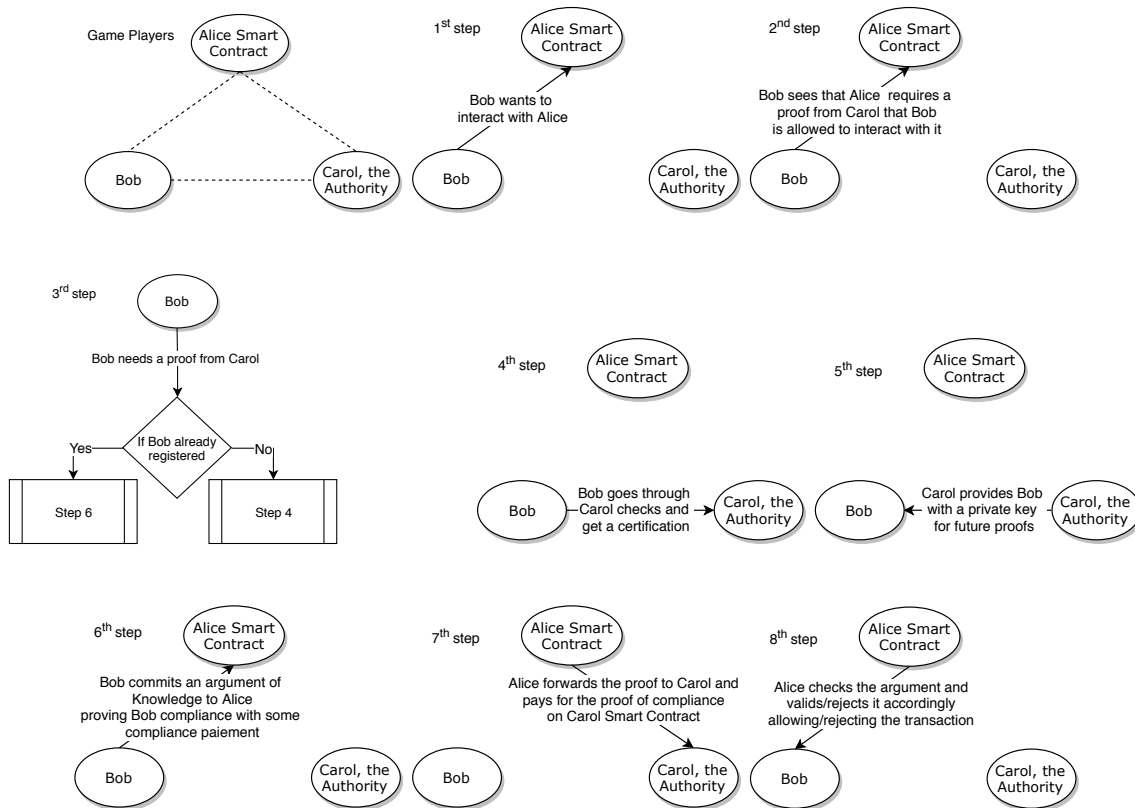 Game Players
Alice Smart
Contract
Bob
Carol, the
Authority
1st step
Alice Smart
Contract
Bob wants to
interact with Alice
Bob
Carol, the
Authority
2nd step
Alice Smart
Contract
Bob sees that Alice requires a
proof from Carol that Bob
is allowed to interact with it
Bob
Carol, the
Authority
3rd step
Bob
Bob needs a proof from Carol
If Bob already
registered
Yes
No
Step 6
Step 4
4th step
Alice Smart
Contract
Bob
Bob goes through
Carol checks and
get a certification
Carol, the
Authority
5th step
Alice Smart
Contract
Bob
Carol provides Bob
with a private key
for future proofs
Carol, the
Authority
6th step
Alice Smart
Contract
Bob commits an argument of
Knowledge to Alice
proving Bob compliance with some
compliance paiement
Bob
Carol, the
Authority
7th step
Alice Smart
Contract
Alice forwards the proof to Carol and
pays for the proof of compliance
on Carol Smart Contract
Bob
Carol, the
Authority
8th step
Alice Smart
Contract
Alice checks the argument and
valids/rejects it accordingly
allowing/rejecting the transaction
Bob
Carol, the
Authority